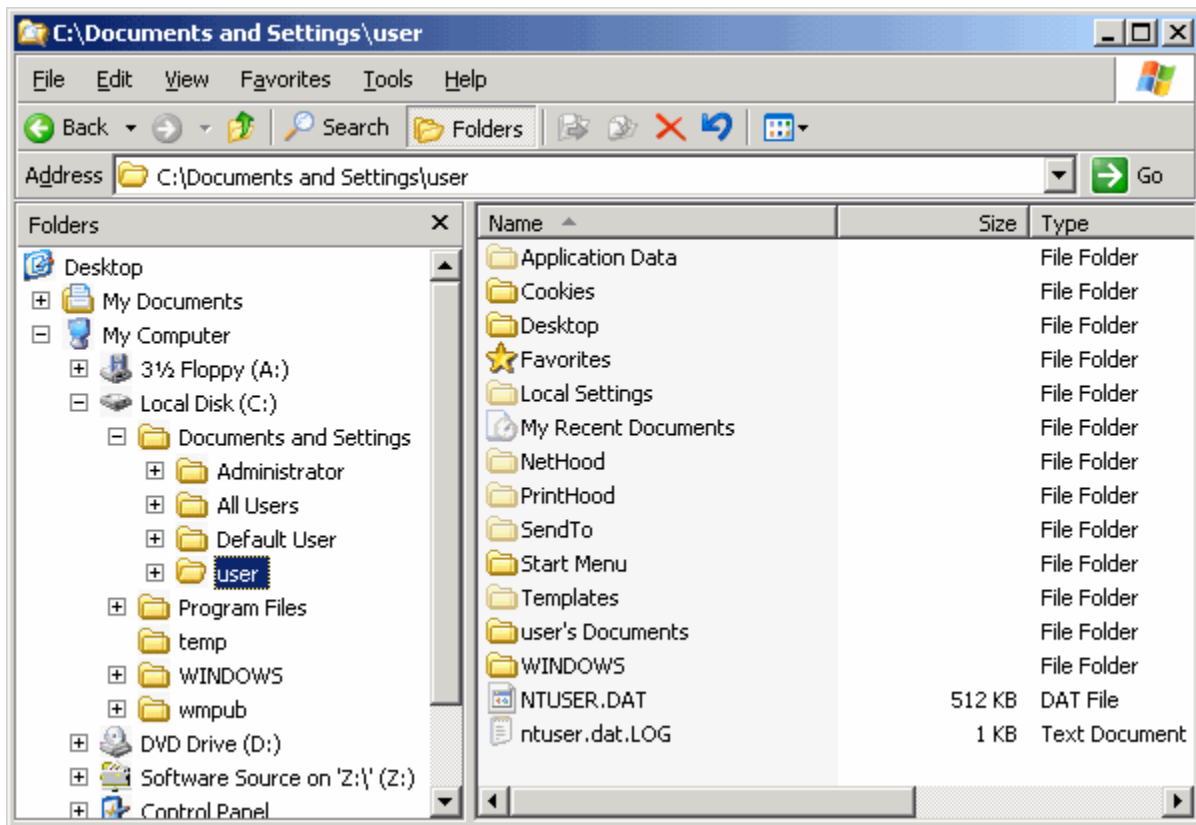 C:\Documents and Settings\user
File Edit View Favorites Tools Help
Back Search Folders
Address C:\Documents and Settings\user Go
Folders
Desktop
My Documents
My Computer
3½ Floppy (A:)
Local Disk (C:)
Documents and Settings
Administrator
All Users
Default User
user
Program Files
temp
WINDOWS
wmpub
DVD Drive (D:)
Software Source on 'Z:\' (Z:)
Control Panel
Name Size Type
Application Data File Folder
Cookies File Folder
Desktop File Folder
Favorites File Folder
Local Settings File Folder
My Recent Documents File Folder
NetHood File Folder
PrintHood File Folder
SendTo File Folder
Start Menu File Folder
Templates File Folder
user's Documents File Folder
WINDOWS File Folder
NTUSER.DAT 512 KB DAT File
ntuser.dat.LOG 1 KB Text Document